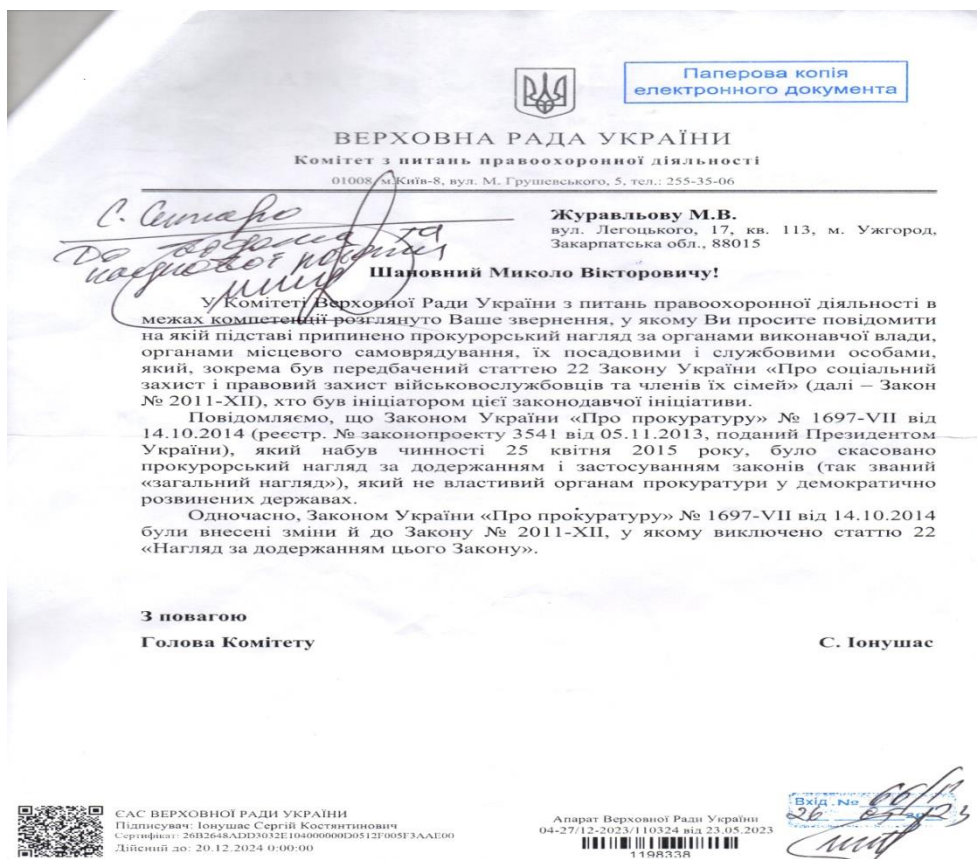 Паперова копія
електронного документа
ВЕРХОВНА РАДА УКРАЇНИ
Комітет з питань правоохоронної діяльності
01008, м.Київ-8, вул. М. Грушевського, 5, тел.: 255-35-06
Журавльову М.В.
вул. Легоцького, 17, кв. 113, м. Ужгород,
Закарпатська обл., 88015
До відома та
Шановний Миколо Вікторовичу!
У Комітеті Верховної Ради України з питань правоохоронної діяльності в
межах компетенції розглянуто Ваше звернення, у якому Ви просите повідомити
на якій підставі припинено прокурорський нагляд за органами виконавчої влади,
органами місцевого самоврядування, їх посадовими і службовими особами,
який, зокрема був передбачений статтею 22 Закону України «Про соціальний
захист і правовий захист військовослужбовців та членів їх сімей» (далі – Закон
№ 2011-XII), хто був ініціатором цієї законодавчої ініціативи.
Повідомляємо, що Законом України «Про прокуратуру» № 1697-VII від
14.10.2014 (реєстр. № законопроекту 3541 від 05.11.2013, поданий Президентом
України), який набув чинності 25 квітня 2015 року, було скасовано
прокурорський нагляд за додержанням і застосуванням законів (так званий
«загальний нагляд»), який не властивий органам прокуратури у демократично
розвинених державах.
Одночасно, Законом України «Про прокуратуру» № 1697-VII від 14.10.2014
були внесені зміни й до Закону № 2011-XII, у якому виключено статтю 22
«Нагляд за додержанням цього Закону».
З повагою
Голова Комітету С. Іонушас
ЄАС ВЕРХОВНОЇ РАДИ УКРАЇНИ
Підписувач: Іонушас Сергій Костянтинович
Сертифікат: 26B2648ADD3032E104000000D0512F005F3AAE00
Дійсний до: 20.12.2024 0:00:00
Апарат Верховної Ради України
04-27/12-2023/110324 від 23.05.2023
1198338
Вхід.№
26